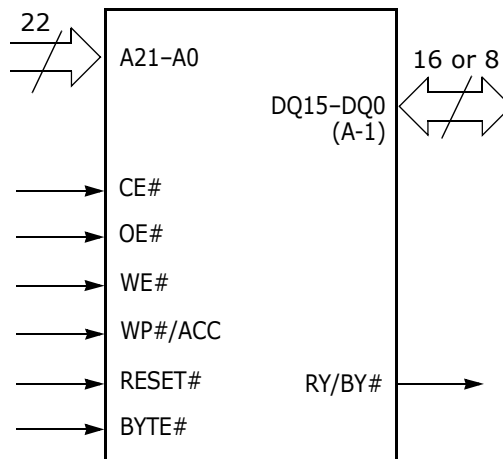 22
A21–A0
16 or 8
DQ15–DQ0
(A-1)
CE#
OE#
WE#
WP#/ACC
RESET#
RY/BY#
BYTE#